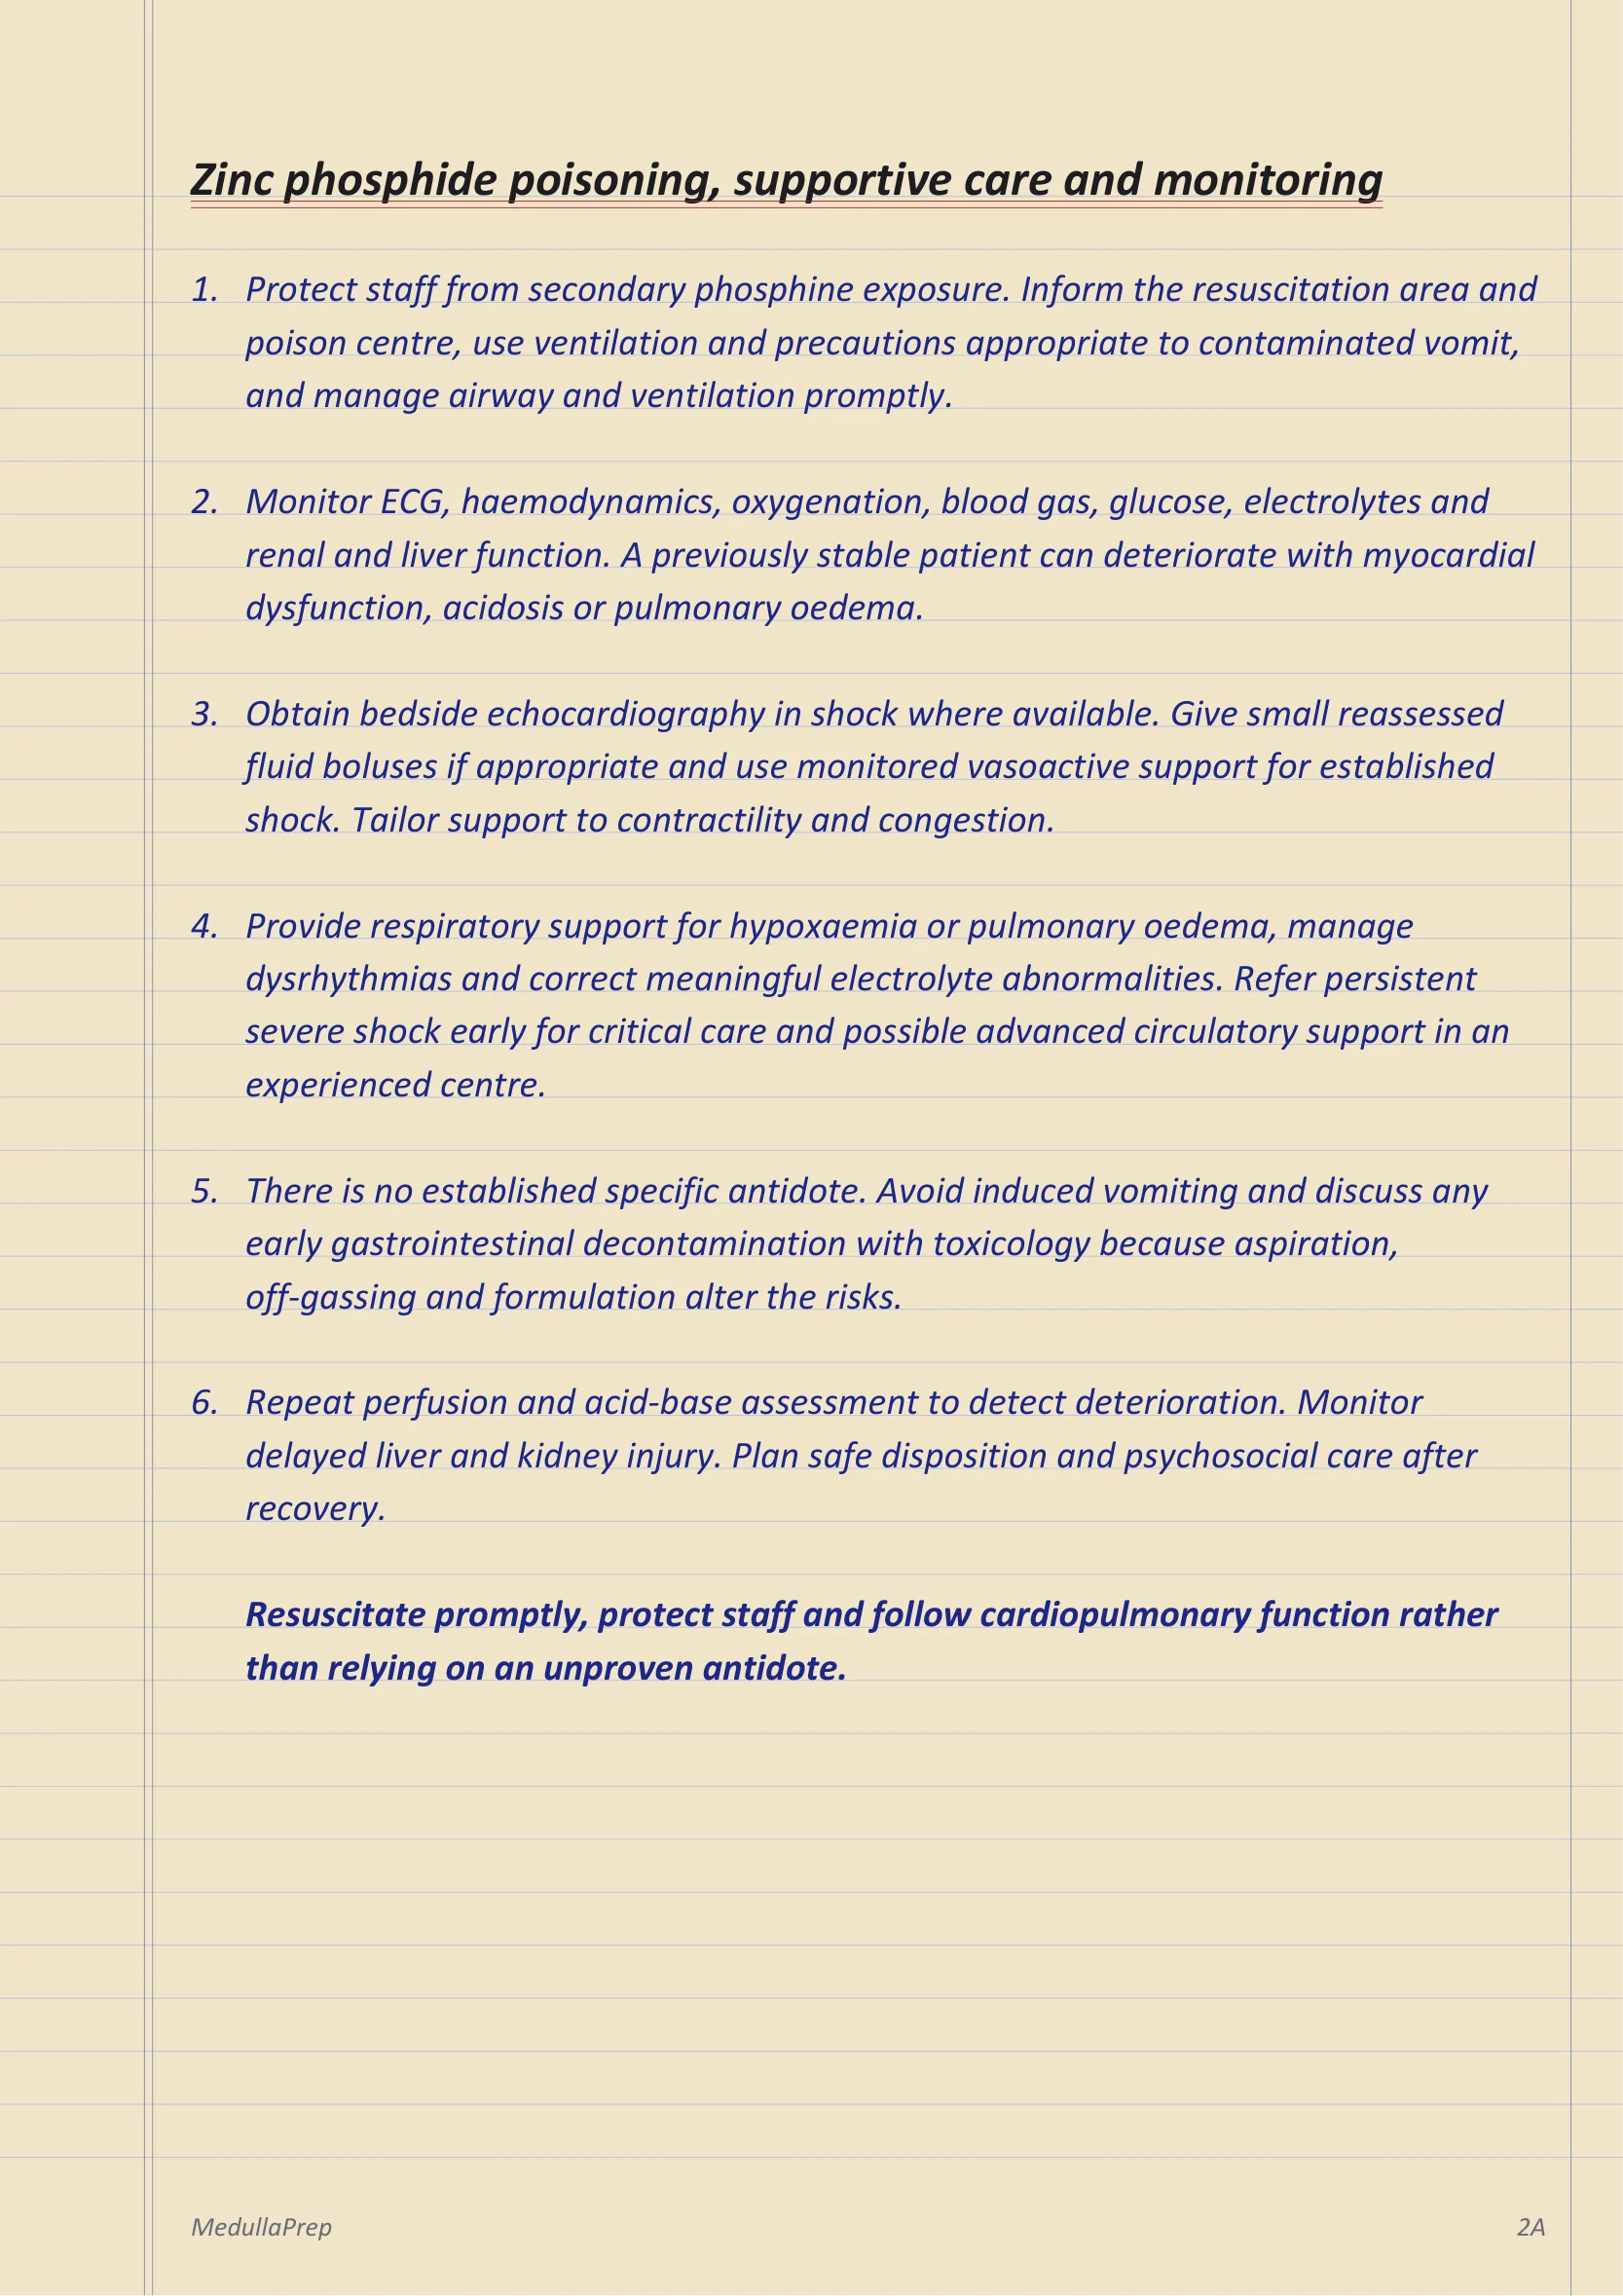 Zinc phosphide poisoning, supportive care and monitoring
1. Protect staff from secondary phosphine exposure. Inform the resuscitation area and
poison centre, use ventilation and precautions appropriate to contaminated vomit,
and manage airway and ventilation promptly.
2. Monitor ECG, haemodynamics, oxygenation, blood gas, glucose, electrolytes and
renal and liver function. A previously stable patient can deteriorate with myocardial
dysfunction, acidosis or pulmonary oedema.
3. Obtain bedside echocardiography in shock where available. Give small reassessed
fluid boluses if appropriate and use monitored vasoactive support for established
shock. Tailor support to contractility and congestion.
4. Provide respiratory support for hypoxaemia or pulmonary oedema, manage
dysrhythmias and correct meaningful electrolyte abnormalities. Refer persistent
severe shock early for critical care and possible advanced circulatory support in an
experienced centre.
5. There is no established specific antidote. Avoid induced vomiting and discuss any
early gastrointestinal decontamination with toxicology because aspiration,
off-gassing and formulation alter the risks.
6. Repeat perfusion and acid-base assessment to detect deterioration. Monitor
delayed liver and kidney injury. Plan safe disposition and psychosocial care after
recovery.
Resuscitate promptly, protect staff and follow cardiopulmonary function rather
than relying on an unproven antidote.
MedullaPrep
2A